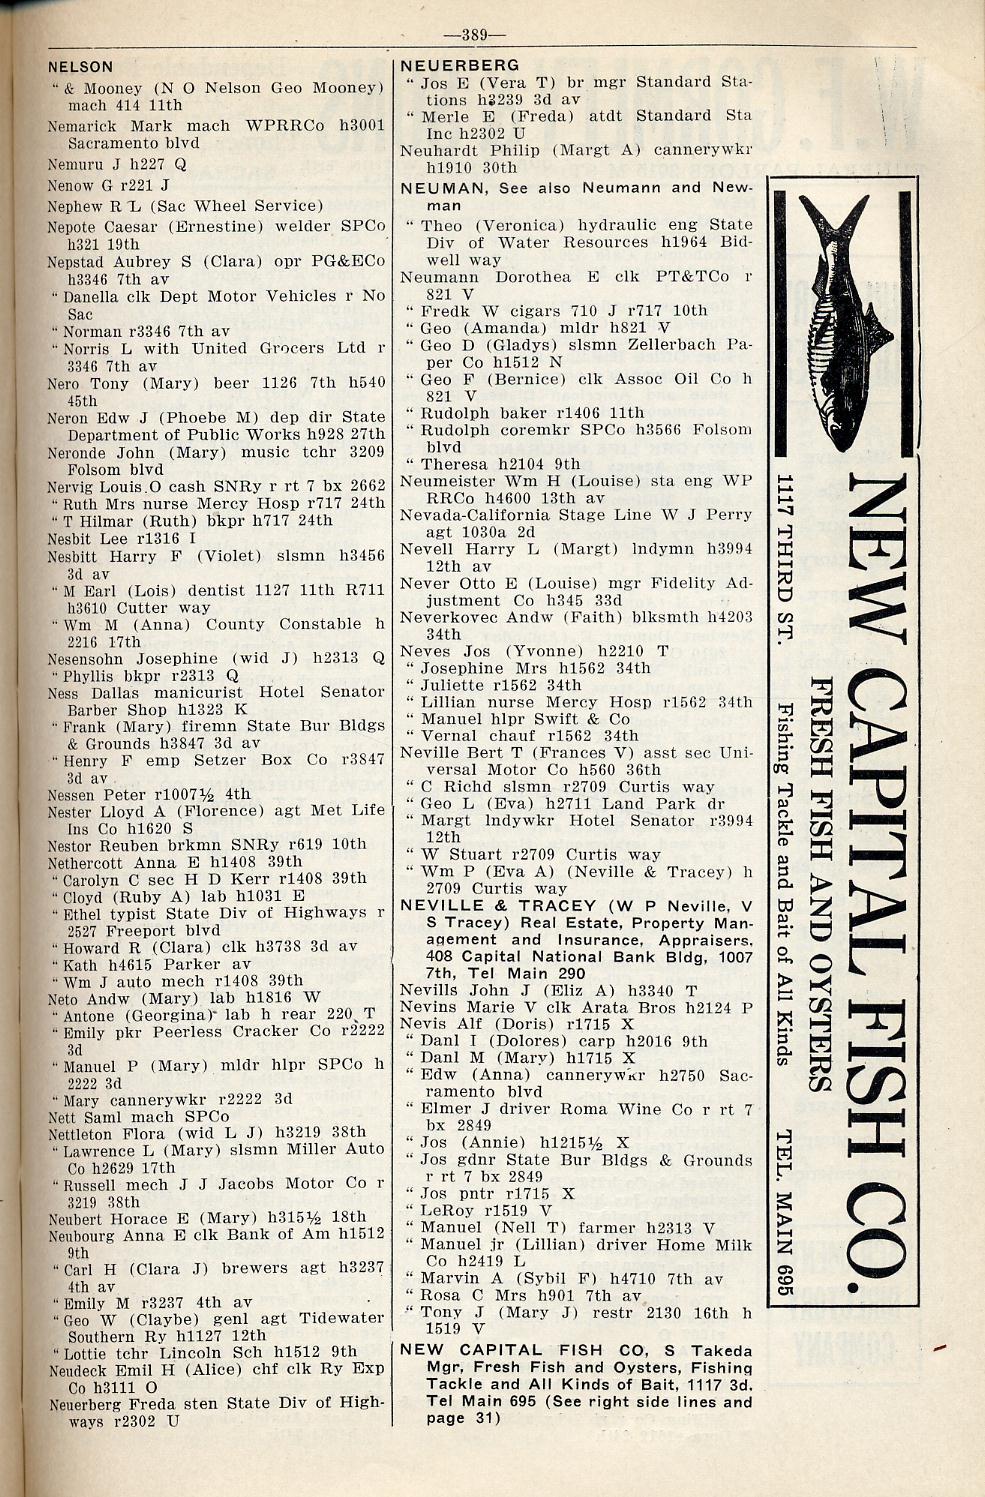 —389—
NELSON
“ & Mooney (N O Nelson Geo Mooney)
mach 414 11th
Nemarick Mark mach WPRRCo h3001
Sacramento blvd
Nemuru J h227 Q
Nenow G r221 J
Nephew R L (Sac Wheel Service)
Nepote Caesar (Ernestine) welder SPCo
h321 19th
Nepstad Aubrey S (Clara) opr PG&ECo
h3346 7th av
“ Danella clk Dept Motor Vehicles r No
Sac
“ Norman r3346 7th av
“ Norris L with United Grocers Ltd r
3346 7th av
Nero Tony (Mary) beer 1126 7th h540
45th
Neron Edw J (Phoebe M) dep dir State
Department of Public Works h928 27th
Neronde John (Mary) music tchr 3209
Folsom blvd
Nervig Louis O cash SNRy r rt 7 bx 2662
“ Ruth Mrs nurse Mercy Hosp r717 24th
“ T Hilmar (Ruth) bkpr h717 24th
Nesbit Lee r1316 I
Nesbitt Harry F (Violet) slsmn h3456
3d av
“ M Earl (Lois) dentist 1127 11th R711
h3610 Cutter way
“ Wm M (Anna) County Constable h
2216 17th
Nesensohn Josephine (wid J) h2313 Q
“ Phyllis bkpr r2313 Q
Ness Dallas manicurist Hotel Senator
Barber Shop h1323 K
“ Frank (Mary) firemn State Bur Bldgs
& Grounds h3847 3d av
“ Henry F emp Setzer Box Co r3847
3d av
Nessen Peter r1007½ 4th
Nester Lloyd A (Florence) agt Met Life
Ins Co h1620 S
Nestor Reuben brkmn SNRy r619 10th
Nethercott Anna E h1408 39th
“ Carolyn C sec H D Kerr r1408 39th
“ Cloyd (Ruby A) lab h1031 E
“ Ethel typist State Div of Highways r
2527 Freeport blvd
“ Howard R (Clara) clk h3738 3d av
“ Kath h4615 Parker av
“ Wm J auto mech r1408 39th
Neto Andw (Mary) lab h1816 W
“ Antone (Georgina) lab h rear 220 T
“ Emily pkr Peerless Cracker Co r2222
3d
“ Manuel P (Mary) mldr hlpr SPCo h
2222 3d
“ Mary cannerywkr r2222 3d
Nett Saml mach SPCo
Nettleton Flora (wid L J) h3219 38th
“ Lawrence L (Mary) slsmn Miller Auto
Co h2629 17th
“ Russell mech J J Jacobs Motor Co r
3219 38th
Neubert Horace E (Mary) h315½ 18th
Neubourg Anna E clk Bank of Am h1512
9th
“ Carl H (Clara J) brewers agt h3237
4th av
“ Emily M r3237 4th av
“ Geo W (Claybe) genl agt Tidewater
Southern Ry h1127 12th
“ Lottie tchr Lincoln Sch h1512 9th
Neudeck Emil H (Alice) chf clk Ry Exp
Co h3111 O
Neuerberg Freda sten State Div of High-
ways r2302 U
NEUERBERG
“ Jos E (Vera T) br mgr Standard Sta-
tions h3239 3d av
“ Merle E (Freda) atdt Standard Sta
Inc h2302 U
Neuhardt Philip (Margt A) cannerywkr
h1910 30th
NEUMAN, See also Neumann and New-
man
“ Theo (Veronica) hydraulic eng State
Div of Water Resources h1964 Bid-
well way
Neumann Dorothea E clk PT&TCo r
821 V
“ Fredk W cigars 710 J r717 10th
“ Geo (Amanda) mldr h821 V
“ Geo D (Gladys) slsmn Zellerbach Pa-
per Co h1512 N
“ Geo F (Bernice) clk Assoc Oil Co h
821 V
“ Rudolph baker r1406 11th
“ Rudolph coremkr SPCo h3566 Folsom
blvd
“ Theresa h2104 9th
Neumeister Wm H (Louise) sta eng WP
RRCo h4600 13th av
Nevada-California Stage Line W J Perry
agt 1030a 2d
Nevell Harry L (Margt) lndymn h3994
12th av
Never Otto E (Louise) mgr Fidelity Ad-
justment Co h345 33d
Neverkovec Andw (Faith) blksmth h4203
34th
Neves Jos (Yvonne) h2210 T
“ Josephine Mrs h1562 34th
“ Juliette r1562 34th
“ Lillian nurse Mercy Hosp r1562 34th
“ Manuel hlpr Swift & Co
“ Vernal chauf r1562 34th
Neville Bert T (Frances V) asst sec Uni-
versal Motor Co h560 36th
“ C Richd slsmn r2709 Curtis way
“ Geo L (Eva) h2711 Land Park dr
“ Margt lndywkr Hotel Senator r3994
12th
“ W Stuart r2709 Curtis way
“ Wm P (Eva A) (Neville & Tracey) h
2709 Curtis way
NEVILLE & TRACEY (W P Neville, V
S Tracey) Real Estate, Property Man-
agement and Insurance, Appraisers,
408 Capital National Bank Bldg, 1007
7th, Tel Main 290
Nevills John J (Eliz A) h3340 T
Nevins Marie V clk Arata Bros h2124 P
Nevis Alf (Doris) r1715 X
“ Danl I (Dolores) carp h2016 9th
“ Danl M (Mary) h1715 X
“ Edw (Anna) cannerywkr h2750 Sac-
ramento blvd
“ Elmer J driver Roma Wine Co r rt 7
bx 2849
“ Jos (Annie) h1215½ X
“ Jos gdnr State Bur Bldgs & Grounds
r rt 7 bx 2849
“ Jos pntr r1715 X
“ LeRoy r1519 V
“ Manuel (Nell T) farmer h2313 V
“ Manuel jr (Lillian) driver Home Milk
Co h2419 L
“ Marvin A (Sybil F) h4710 7th av
“ Rosa C Mrs h901 7th av
“ Tony J (Mary J) restr 2130 16th h
1519 V
NEW CAPITAL FISH CO, S Takeda
Mgr, Fresh Fish and Oysters, Fishing
Tackle and All Kinds of Bait, 1117 3d,
Tel Main 695 (See right side lines and
page 31)
NEW CAPITAL FISH CO.
FRESH FISH AND OYSTERS
1117 THIRD ST. Fishing Tackle and Bait of All Kinds TEL. MAIN 695